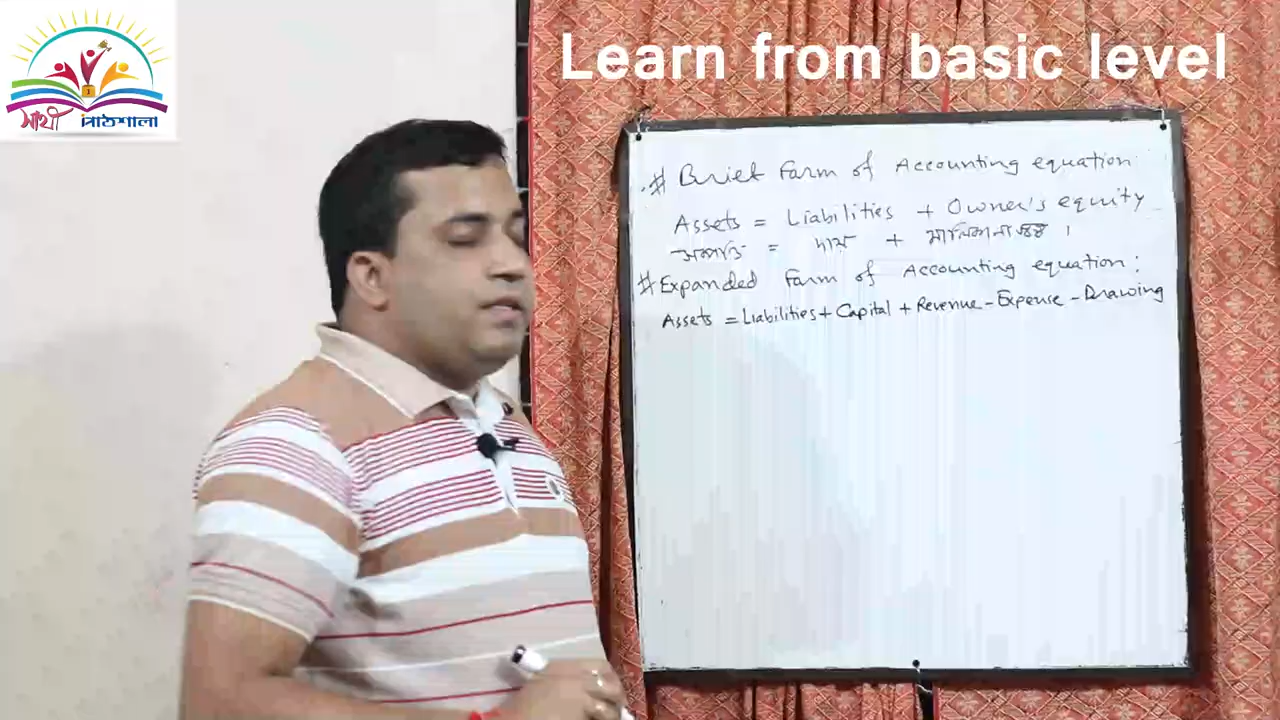 Learn from basic level
সাথী পাঠশালা
# Brief Form of Accounting equation:
Assets = Liabilities + Owner's equity
সম্পত্তি = দায় + মালিকানাস্বত্ব ।
# Expanded Form of Accounting equation:
Assets = Liabilities + Capital + Revenue - Expense - Drawing